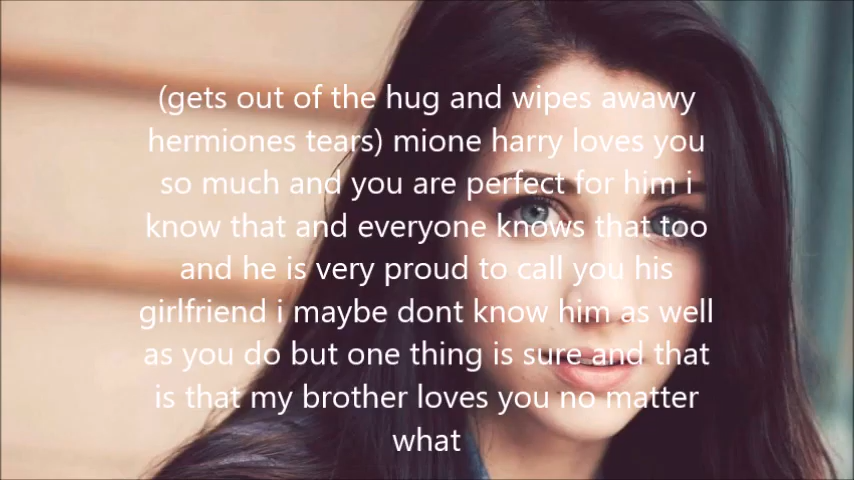 (gets out of the hug and wipes awawy
hermiones tears) mione harry loves you
so much and you are perfect for him i
know that and everyone knows that too
and he is very proud to call you his
girlfriend i maybe dont know him as well
as you do but one thing is sure and that
is that my brother loves you no matter
what